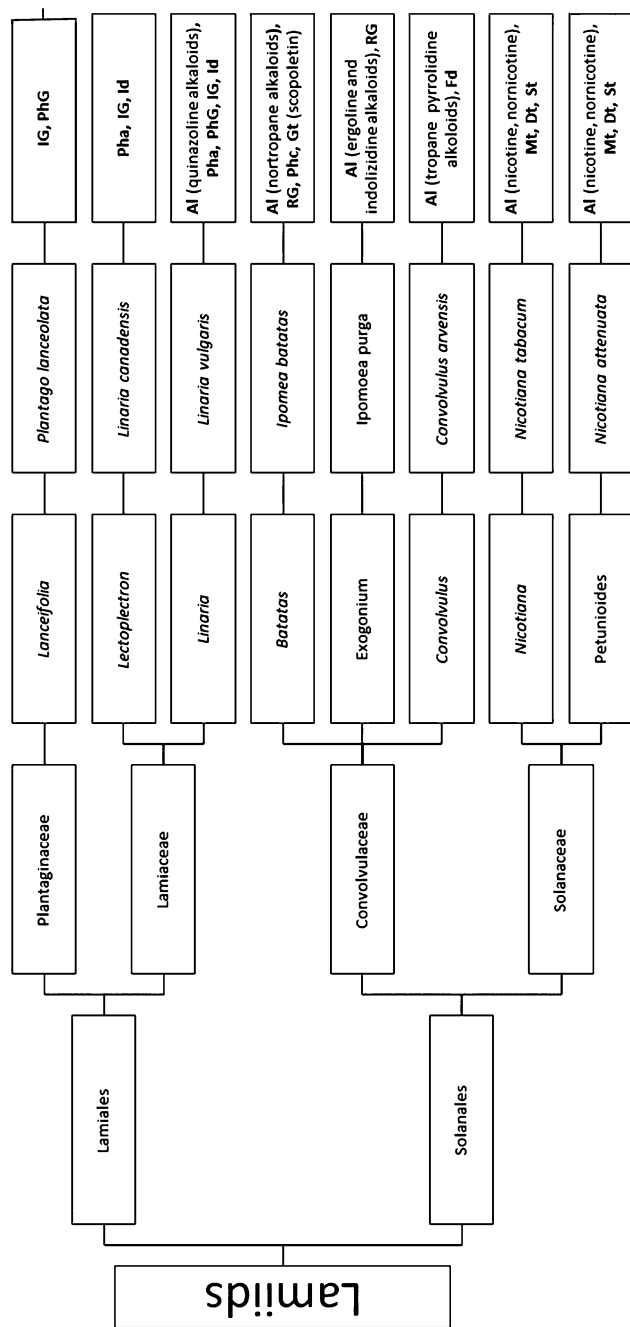 IG, PhG
Pha, IG, Id
Al (quinazoline alkaloids),
Pha, PhG, IG, Id
Al (nortropane alkaloids),
RG, Phc, Gt (scopoletin)
Al (ergoline and
indolizidine alkaloids), RG
Al (tropane pyrrolidine
alkoloids), Fd
Al (nicotine, nornicotine),
Mt, Dt, St
Al (nicotine, nornicotine),
Mt, Dt, St
Plantago lanceolata
Linaria canadensis
Linaria vulgaris
Ipomea batatas
Ipomoea purga
Convolvulus arvensis
Nicotiana tabacum
Nicotiana attenuata
Lanceifolia
Lectoplectron
Linaria
Batatas
Exogonium
Convolvulus
Nicotiana
Petunioides
Plantaginaceae
Lamiaceae
Convolvulaceae
Solanaceae
Lamiales
Solanales
Lamiids